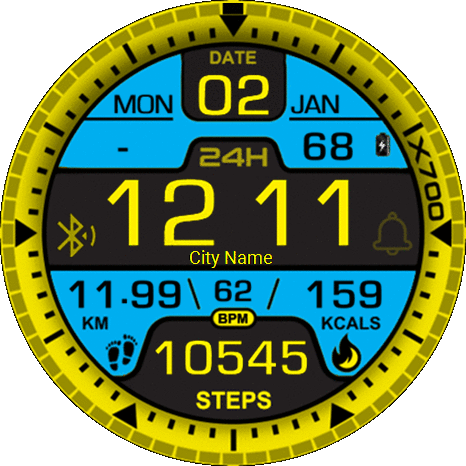 DATE
MON 02 JAN
- 24H 68
X700
12 11
City Name
11.99 \ 62 / 159
KM BPM KCALS
10545
STEPS